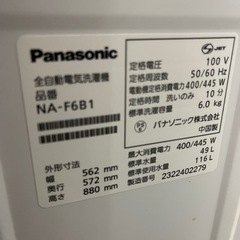 Panasonic
全自動電気洗濯機
品番
NA-F6B1
外形寸法 562 mm
幅 572 mm
高さ 880 mm
JET
定格電圧 100 V
定格周波数 50/60 Hz
電動機定格消費電力 400/445 W
定格時間 洗いのみ 10分
標準洗濯容量 6.0 kg
パナソニック株式会社
中国製
最大消費電力 400/445 W
標準水量 49 L
標準使用水量 116 L
製造番号 2322402279